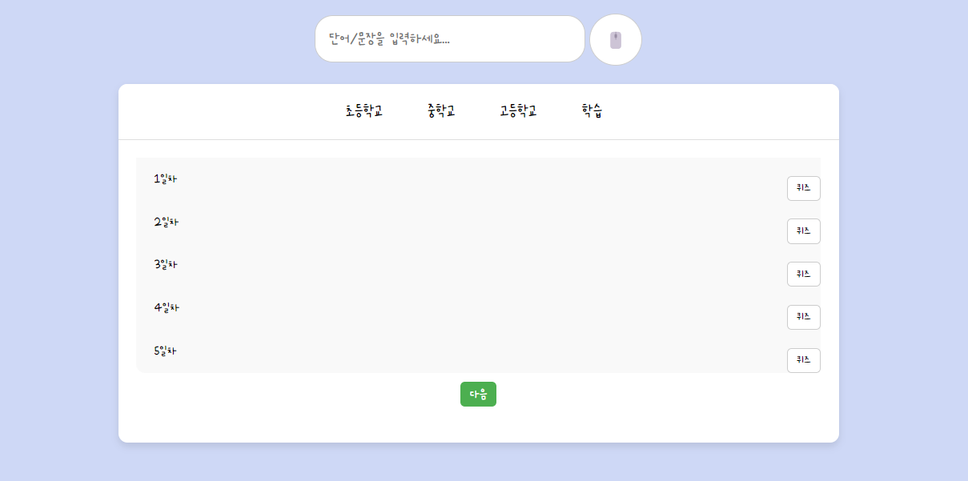 단어/문장을 입력하세요...
초등학교 중학교 고등학교 학습
1일차 퀴즈
2일차 퀴즈
3일차 퀴즈
4일차 퀴즈
5일차 퀴즈
다음